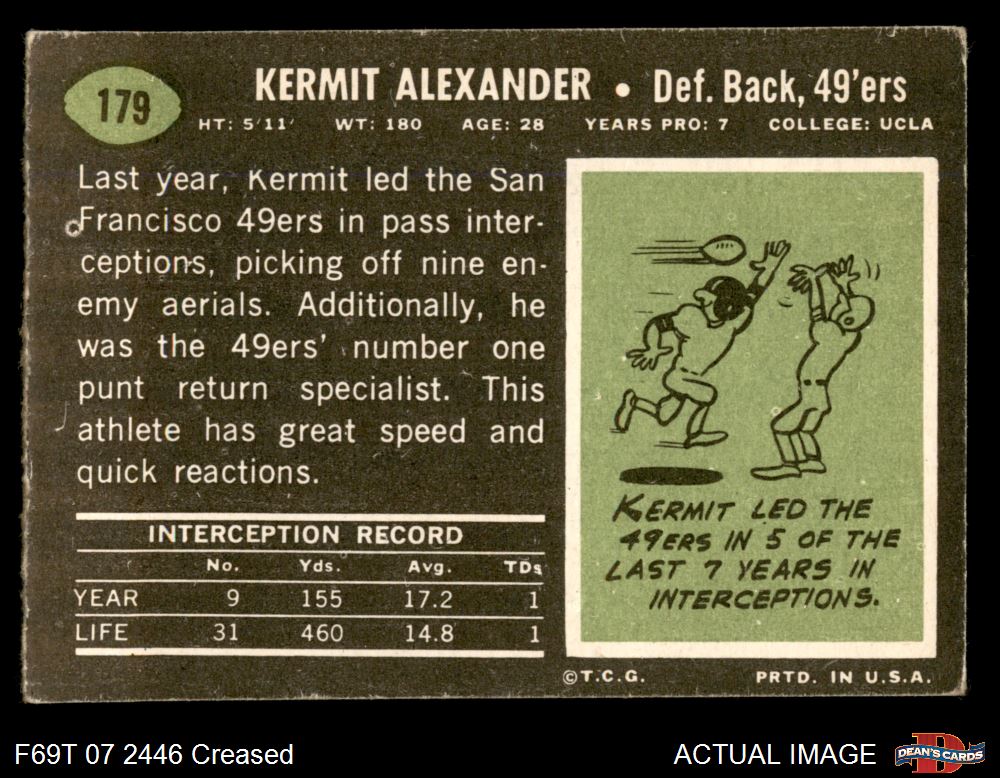 179
KERMIT ALEXANDER • Def. Back, 49'ers
HT: 5'11' WT: 180 AGE: 28 YEARS PRO: 7 COLLEGE: UCLA
Last year, Kermit led the San
Francisco 49ers in pass inter-
ceptions, picking off nine en-
emy aerials. Additionally, he
was the 49ers' number one
punt return specialist. This
athlete has great speed and
quick reactions.
INTERCEPTION RECORD
No. Yds. Avg. TDs
YEAR 9 155 17.2 1
LIFE 31 460 14.8 1
KERMIT LED THE
49ERS IN 5 OF THE
LAST 7 YEARS IN
INTERCEPTIONS.
©T.C.G. PRTD. IN U.S.A.
F69T 07 2446 Creased
ACTUAL IMAGE
DEAN'S CARDS